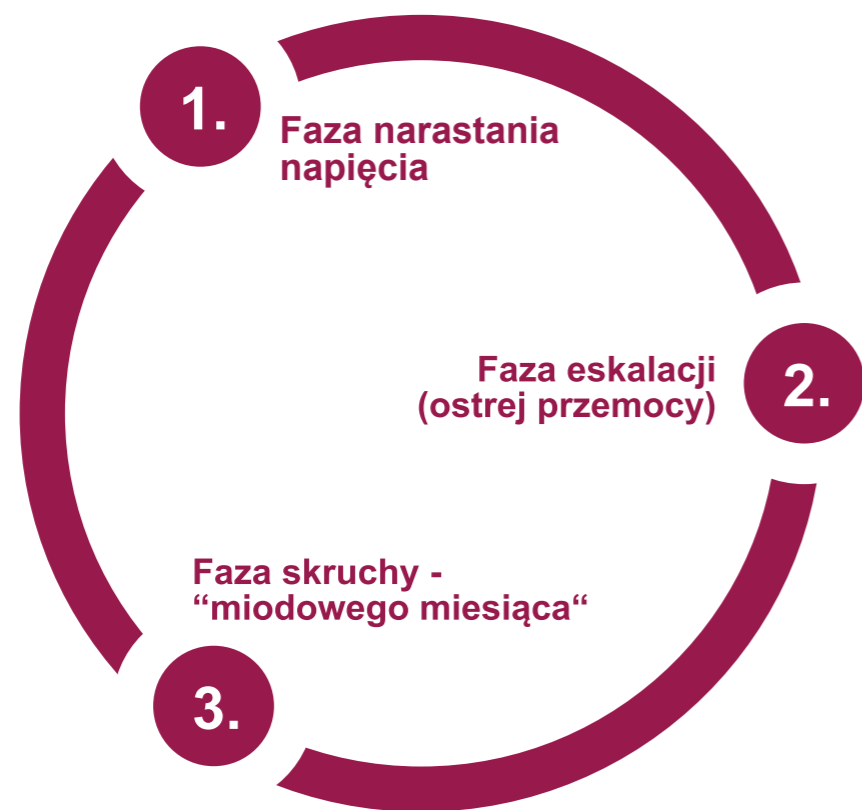 1.
Faza narastania
napięcia
Faza eskalacji
(ostrej przemocy)
2.
Faza skruchy -
“miodowego miesiąca“
3.